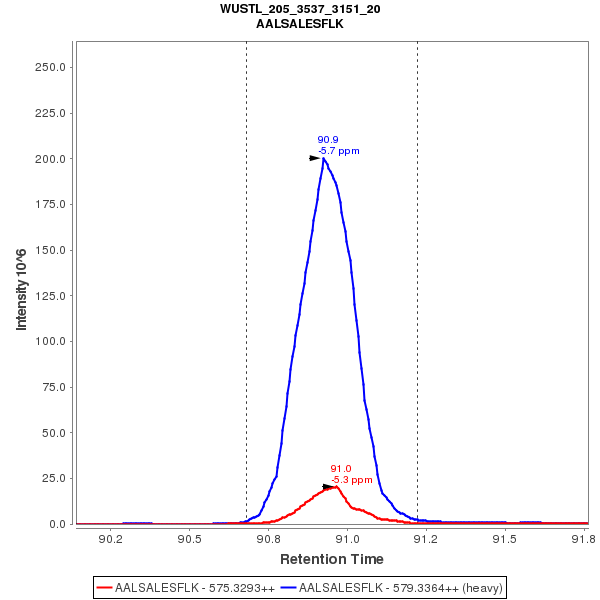 WUSTL_205_3537_3151_20
AALSALESFLK
250.0
225.0
200.0
175.0
150.0
125.0
100.0
75.0
50.0
25.0
0.0
Intensity 10^6
90.9
-5.7 ppm
91.0
-5.3 ppm
90.2 90.5 90.8 91.0 91.2 91.5 91.8
Retention Time
AALSALESFLK - 575.3293++ AALSALESFLK - 579.3364++ (heavy)